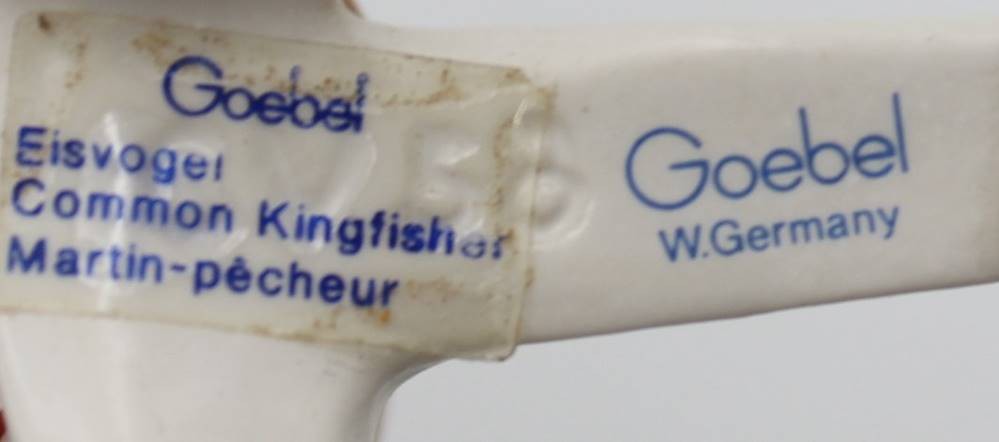 Goebel
Eisvogel
Common Kingfisher
Martin-pêcheur
Goebel
W.Germany